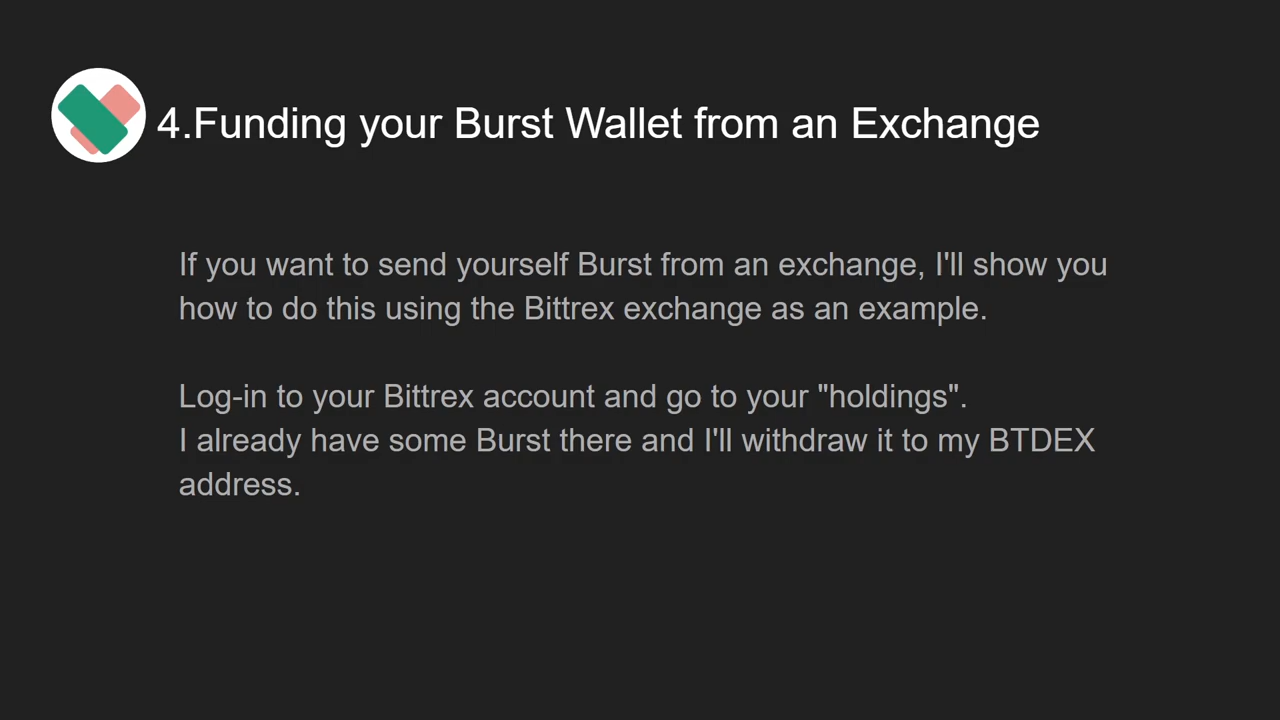 4.Funding your Burst Wallet from an Exchange
If you want to send yourself Burst from an exchange, I'll show you
how to do this using the Bittrex exchange as an example.
Log-in to your Bittrex account and go to your "holdings".
I already have some Burst there and I'll withdraw it to my BTDEX
address.